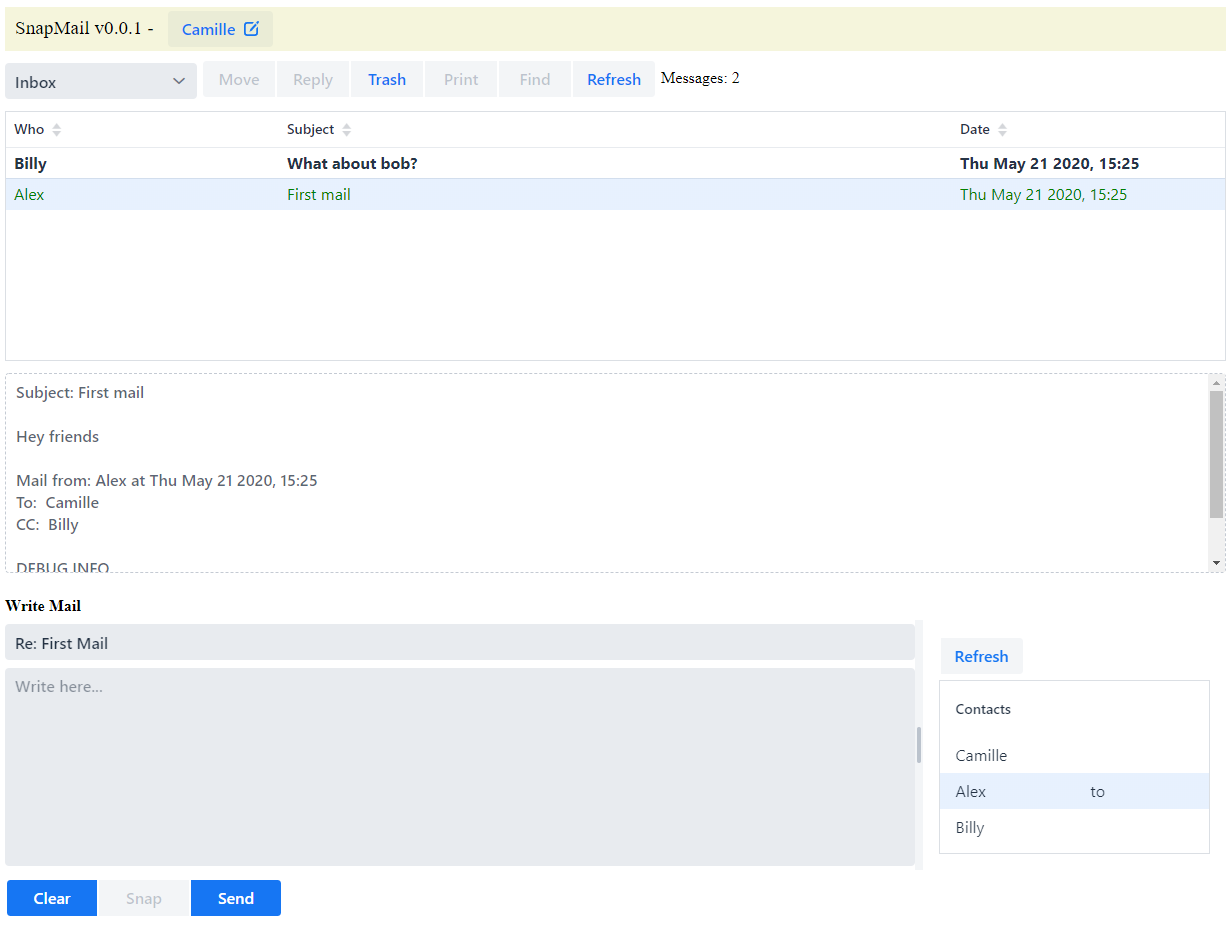 SnapMail v0.0.1 - Camille
Inbox Move Reply Trash Print Find Refresh Messages: 2
Who Subject Date
Billy What about bob? Thu May 21 2020, 15:25
Alex First mail Thu May 21 2020, 15:25
Subject: First mail
Hey friends
Mail from: Alex at Thu May 21 2020, 15:25
To: Camille
CC: Billy
DEBUG INFO
Write Mail
Re: First Mail
Write here...
Refresh
Contacts
Camille
Alex to
Billy
Clear Snap Send